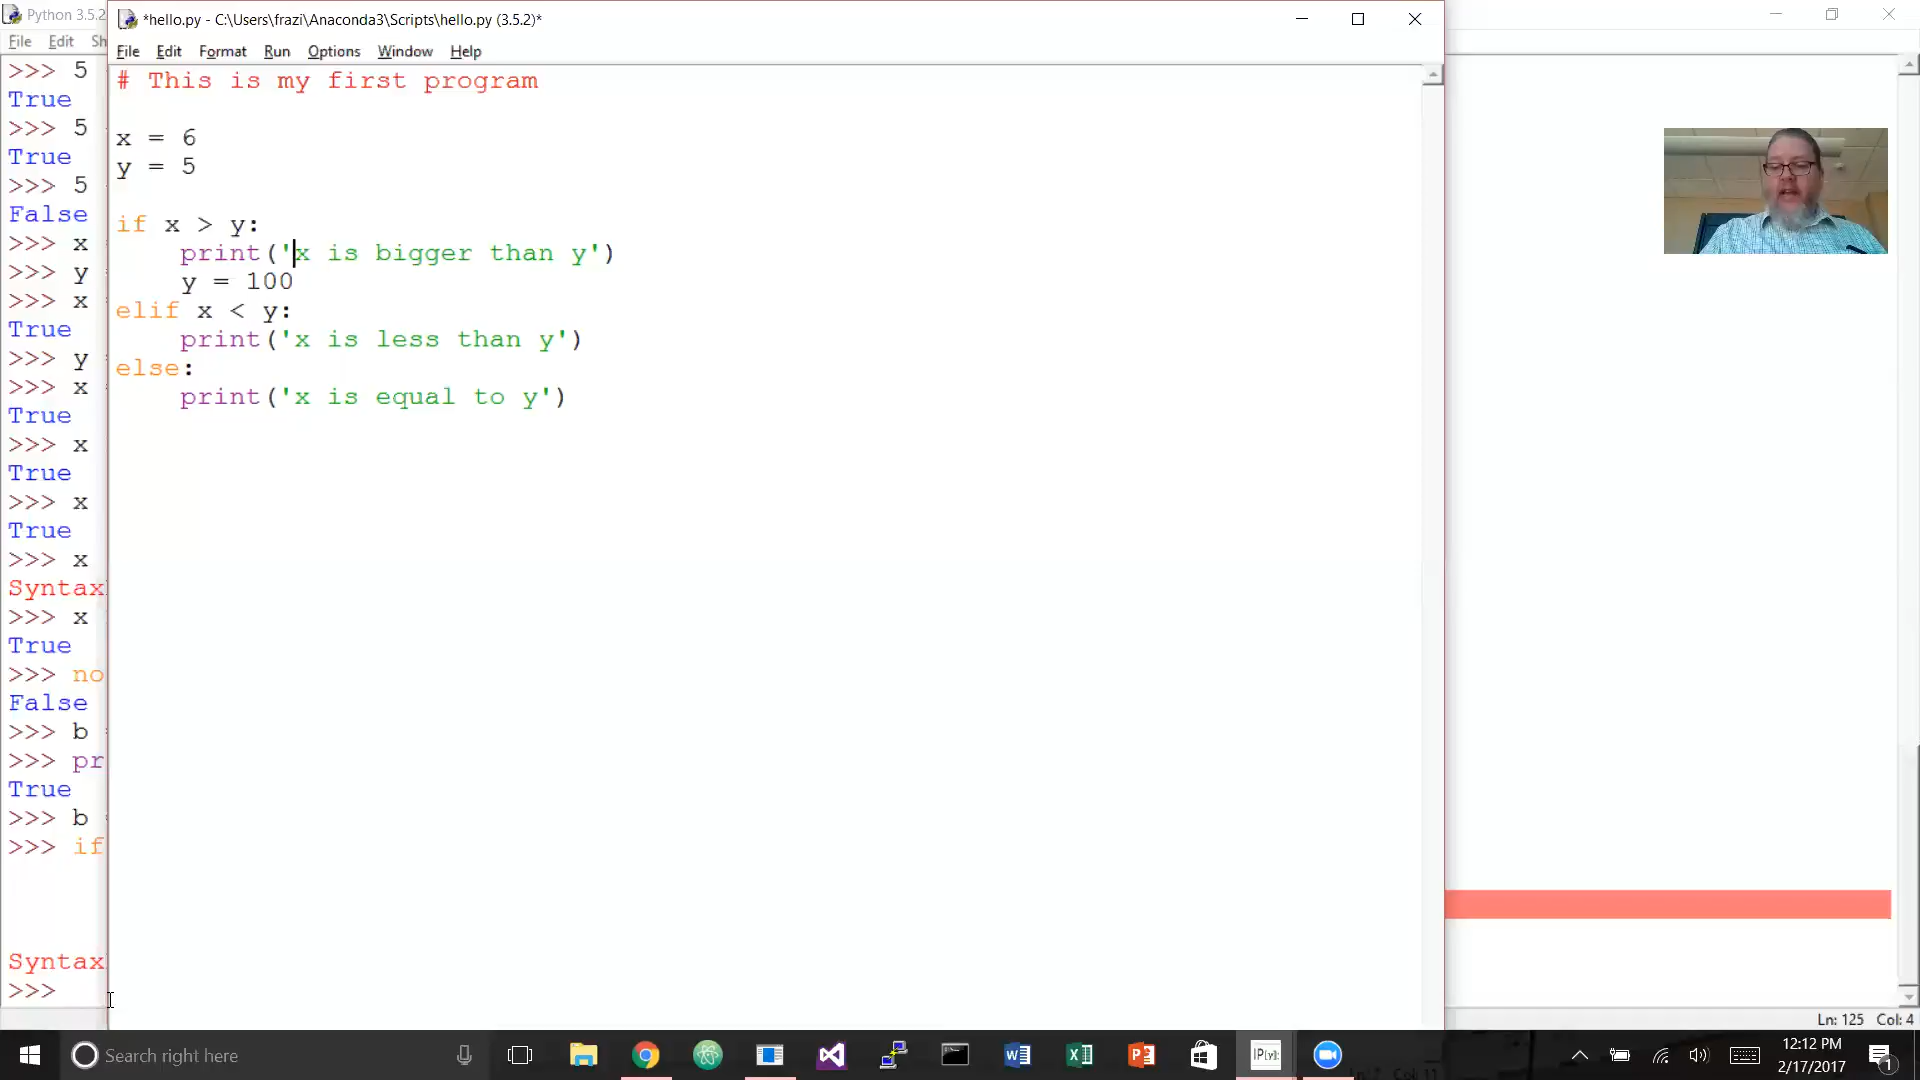 Python 3.5.2
File Edit Sh
>>> 5
True
>>> 5
True
>>> 5
False
>>> x
>>> y
>>> x
True
>>> y
>>> x
True
>>> x
True
>>> x
True
>>> x
Syntax
>>> x
True
>>> no
False
>>> b
>>> pr
True
>>> b
>>> if
Syntax
>>>
*hello.py - C:\Users\frazi\Anaconda3\Scripts\hello.py (3.5.2)*
File Edit Format Run Options Window Help
# This is my first program
x = 6
y = 5
if x > y:
    print('x is bigger than y')
    y = 100
elif x < y:
    print('x is less than y')
else:
    print('x is equal to y')
Ln: 125 Col: 4
Search right here
IP[y]:
12:12 PM
2/17/2017
1